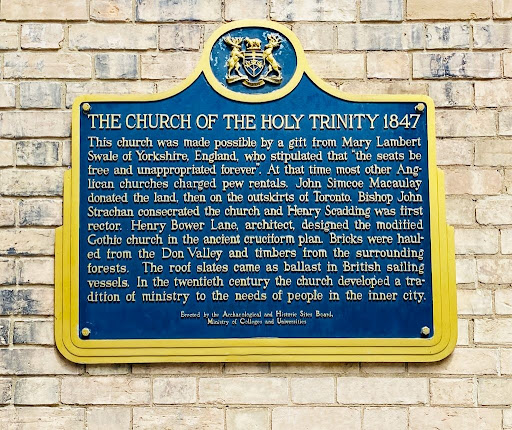 THE CHURCH OF THE HOLY TRINITY 1847
This church was made possible by a gift from Mary Lambert
Swale of Yorkshire, England, who stipulated that "the seats be
free and unappropriated forever". At that time most other Ang-
lican churches charged pew rentals. John Simcoe Macaulay
donated the land, then on the outskirts of Toronto. Bishop John
Strachan consecrated the church and Henry Scadding was first
rector. Henry Bower Lane, architect, designed the modified
Gothic church in the ancient cruciform plan. Bricks were haul-
ed from the Don Valley and timbers from the surrounding
forests. The roof slates came as ballast in British sailing
vessels. In the twentieth century the church developed a tra-
dition of ministry to the needs of people in the inner city.
Erected by the Archaeological and Historic Sites Board,
Ministry of Colleges and Universities